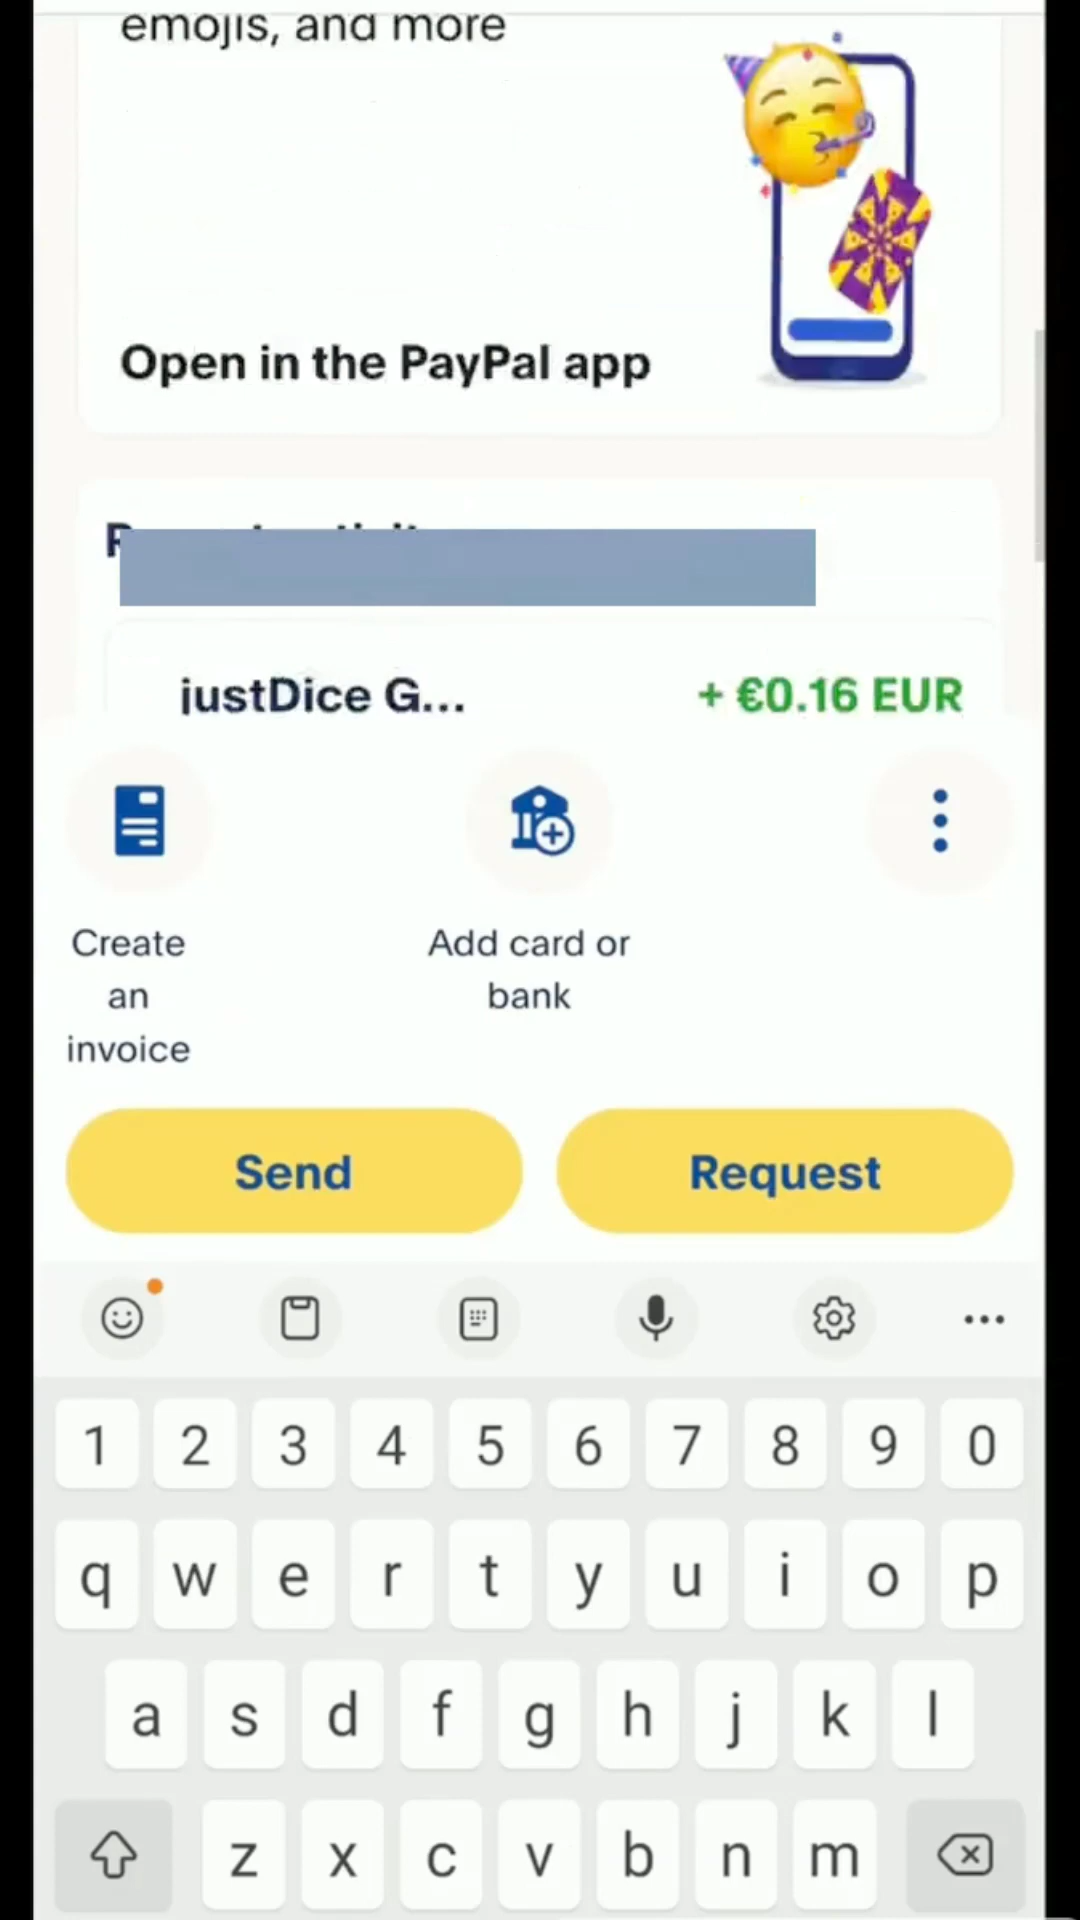 emojis, and more
Open in the PayPal app
justDice G... + €0.16 EUR
Create
an
invoice
Add card or
bank
Send Request
1 2 3 4 5 6 7 8 9 0
q w e r t y u i o p
a s d f g h j k l
z x c v b n m